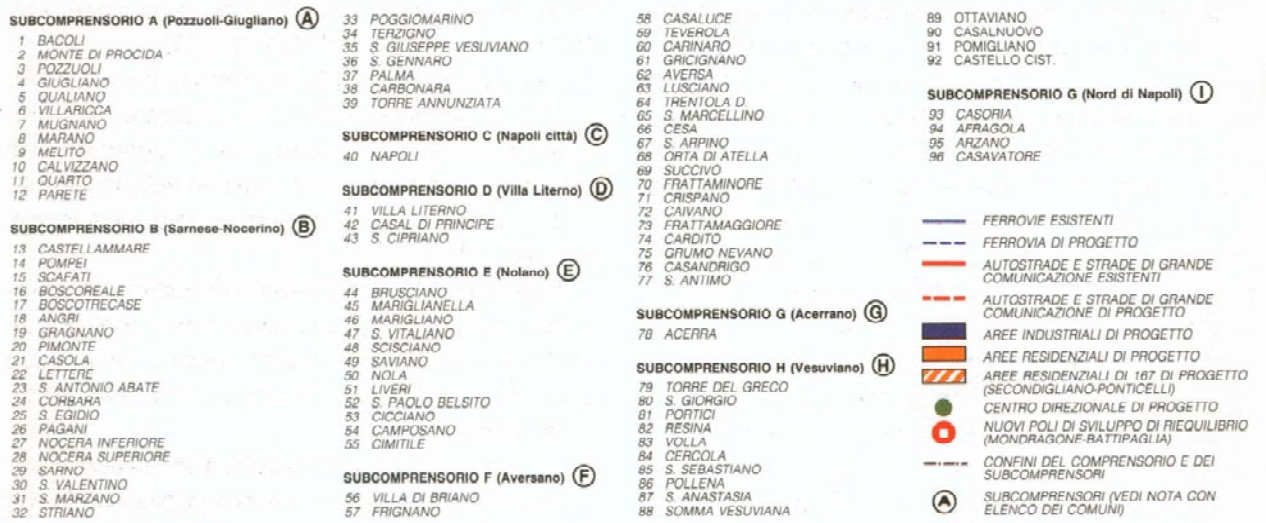 SUBCOMPRENSORIO A (Pozzuoli-Giugliano) A
1 BACOLI
2 MONTE DI PROCIDA
3 POZZUOLI
4 GIUGLIANO
5 QUALIANO
6 VILLARICCA
7 MUGNANO
8 MARANO
9 MELITO
10 CALVIZZANO
11 QUARTO
12 PARETE
SUBCOMPRENSORIO B (Sarnese-Nocerino) B
13 CASTELLAMMARE
14 POMPEI
15 SCAFATI
16 BOSCOREALE
17 BOSCOTRECASE
18 ANGRI
19 GRAGNANO
20 PIMONTE
21 CASOLA
22 LETTERE
23 S. ANTONIO ABATE
24 CORBARA
25 S. EGIDIO
26 PAGANI
27 NOCERA INFERIORE
28 NOCERA SUPERIORE
29 SARNO
30 S. VALENTINO
31 S. MARZANO
32 STRIANO
33 POGGIOMARINO
34 TERZIGNO
35 S. GIUSEPPE VESUVIANO
36 S. GENNARO
37 PALMA
38 CARBONARA
39 TORRE ANNUNZIATA
SUBCOMPRENSORIO C (Napoli città) C
40 NAPOLI
SUBCOMPRENSORIO D (Villa Literno) D
41 VILLA LITERNO
42 CASAL DI PRINCIPE
43 S. CIPRIANO
SUBCOMPRENSORIO E (Nolano) E
44 BRUSCIANO
45 MARIGLIANELLA
46 MARIGLIANO
47 S. VITALIANO
48 SCISCIANO
49 SAVIANO
50 NOLA
51 LIVERI
52 S. PAOLO BELSITO
53 CICCIANO
54 CAMPOSANO
55 CIMITILE
SUBCOMPRENSORIO F (Aversano) F
56 VILLA DI BRIANO
57 FRIGNANO
58 CASALUCE
59 TEVEROLA
60 CARINARO
61 GRICIGNANO
62 AVERSA
63 LUSCIANO
64 TRENTOLA D.
65 S. MARCELLINO
66 CESA
67 S. ARPINO
68 ORTA DI ATELLA
69 SUCCIVO
70 FRATTAMINORE
71 CRISPANO
72 CAIVANO
73 FRATTAMAGGIORE
74 CARDITO
75 GRUMO NEVANO
76 CASANDRIGO
77 S. ANTIMO
SUBCOMPRENSORIO G (Acerrano) G
78 ACERRA
SUBCOMPRENSORIO H (Vesuviano) H
79 TORRE DEL GRECO
80 S. GIORGIO
81 PORTICI
82 RESINA
83 VOLLA
84 CERCOLA
85 S. SEBASTIANO
86 POLLENA
87 S. ANASTASIA
88 SOMMA VESUVIANA
89 OTTAVIANO
90 CASALNUOVO
91 POMIGLIANO
92 CASTELLO CIST.
SUBCOMPRENSORIO G (Nord di Napoli) I
93 CASORIA
94 AFRAGOLA
95 ARZANO
96 CASAVATORE
FERROVIE ESISTENTI
FERROVIA DI PROGETTO
AUTOSTRADE E STRADE DI GRANDE
COMUNICAZIONE ESISTENTI
AUTOSTRADE E STRADE DI GRANDE
COMUNICAZIONE DI PROGETTO
AREE INDUSTRIALI DI PROGETTO
AREE RESIDENZIALI DI PROGETTO
AREE RESIDENZIALI DI 167 DI PROGETTO
(SECONDIGLIANO-PONTICELLI)
CENTRO DIREZIONALE DI PROGETTO
NUOVI POLI DI SVILUPPO DI RIEQUILIBRIO
(MONDRAGONE-BATTIPAGLIA)
CONFINI DEL COMPRENSORIO E DEI
SUBCOMPRENSORI
A SUBCOMPRENSORI (VEDI NOTA CON
ELENCO DEI COMUNI)